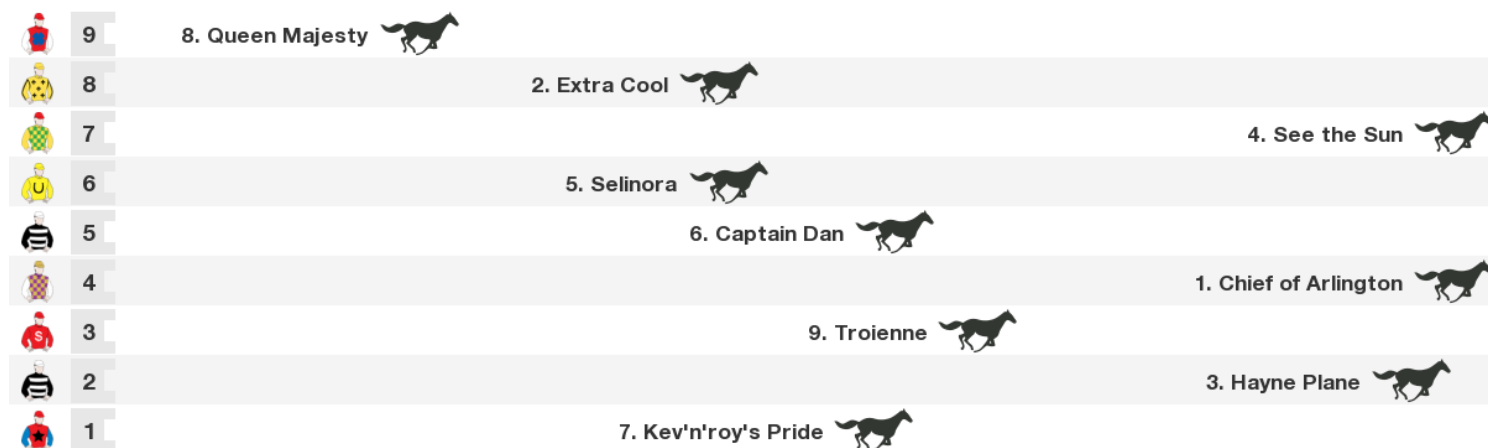 9 8. Queen Majesty
8 2. Extra Cool
7 4. See the Sun
6 5. Selinora
U
5 6. Captain Dan
4 1. Chief of Arlington
3 9. Troienne
S
2 3. Hayne Plane
1 7. Kev'n'roy's Pride